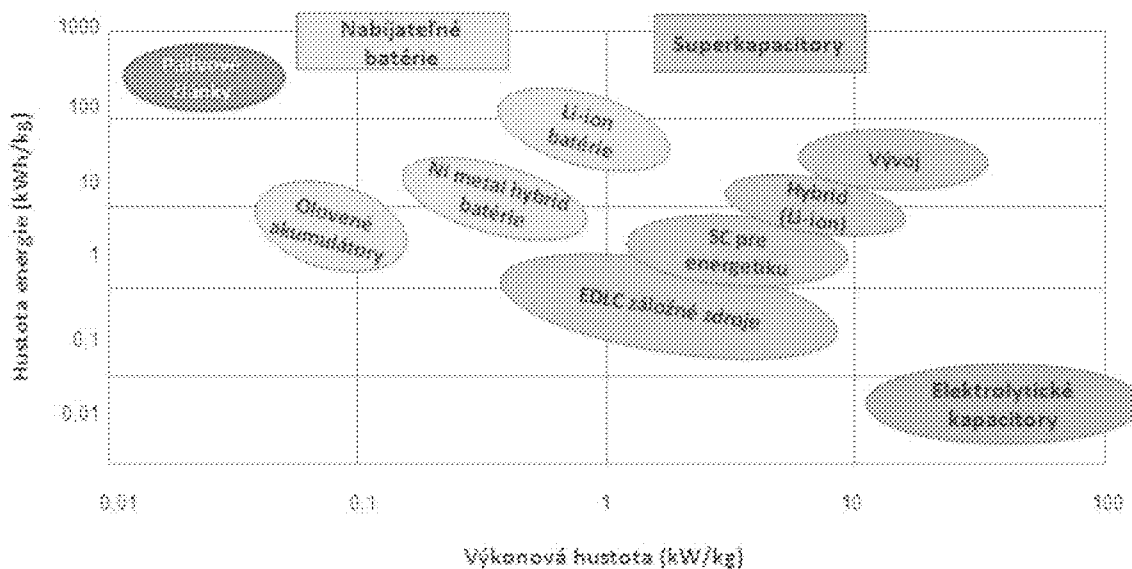 1000
Nabíjateľné
batérie
Superkapacitory
100
Li-ion
batérie
Vývoj
10
Ni metal hybrid
batérie
Hybrid
(Li-ion)
Olovené
akumulátory
SC pre
energetiku
1
EDLC záložné zdroje
0,1
Elektrolytické
kapacitory
0,01
Hustota energie (kWh/kg)
0,01
0,1
1
10
100
Výkonová hustota (kW/kg)